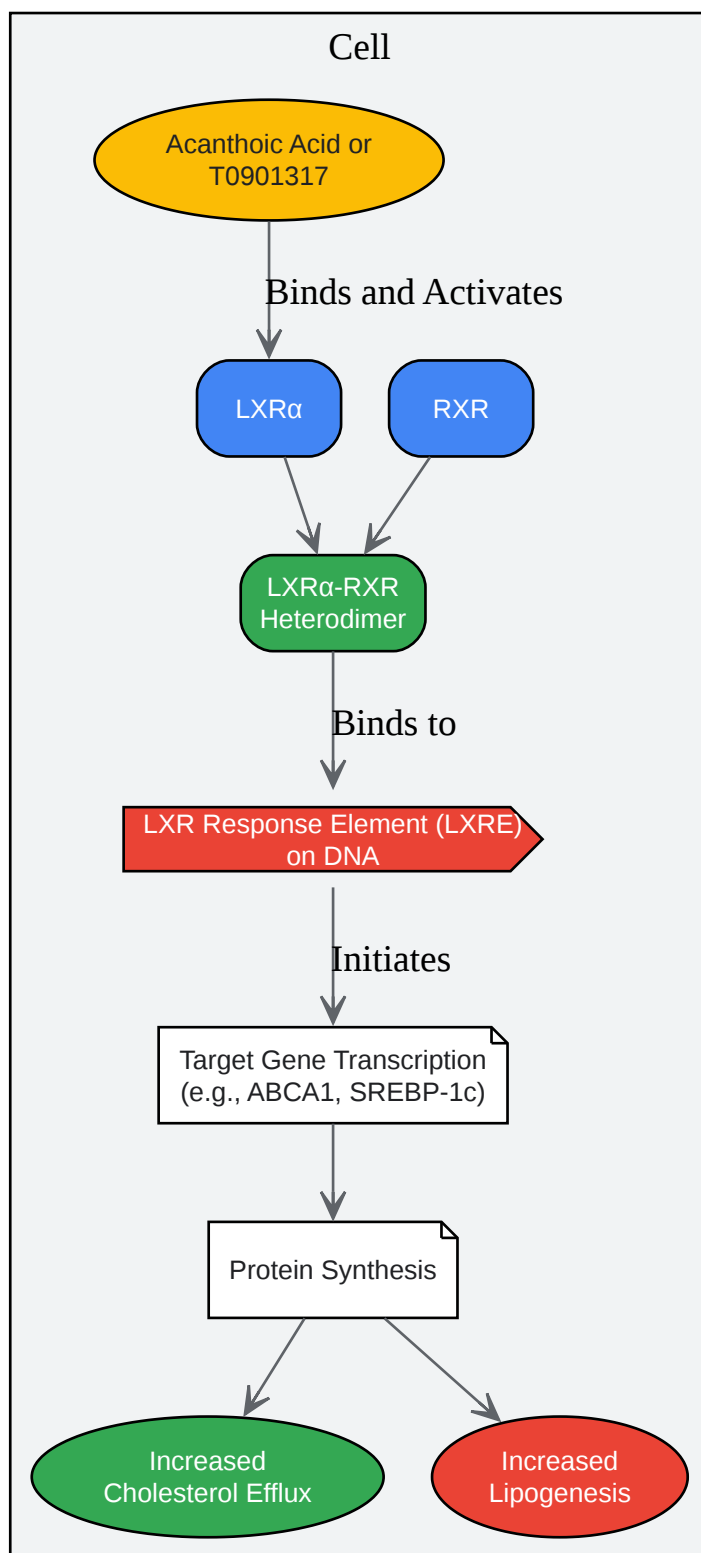 Cell
Acanthoic Acid or
T0901317
Binds and Activates
LXRα
RXR
LXRα-RXR
Heterodimer
Binds to
LXR Response Element (LXRE)
on DNA
Initiates
Target Gene Transcription
(e.g., ABCA1, SREBP-1c)
Protein Synthesis
Increased
Cholesterol Efflux
Increased
Lipogenesis